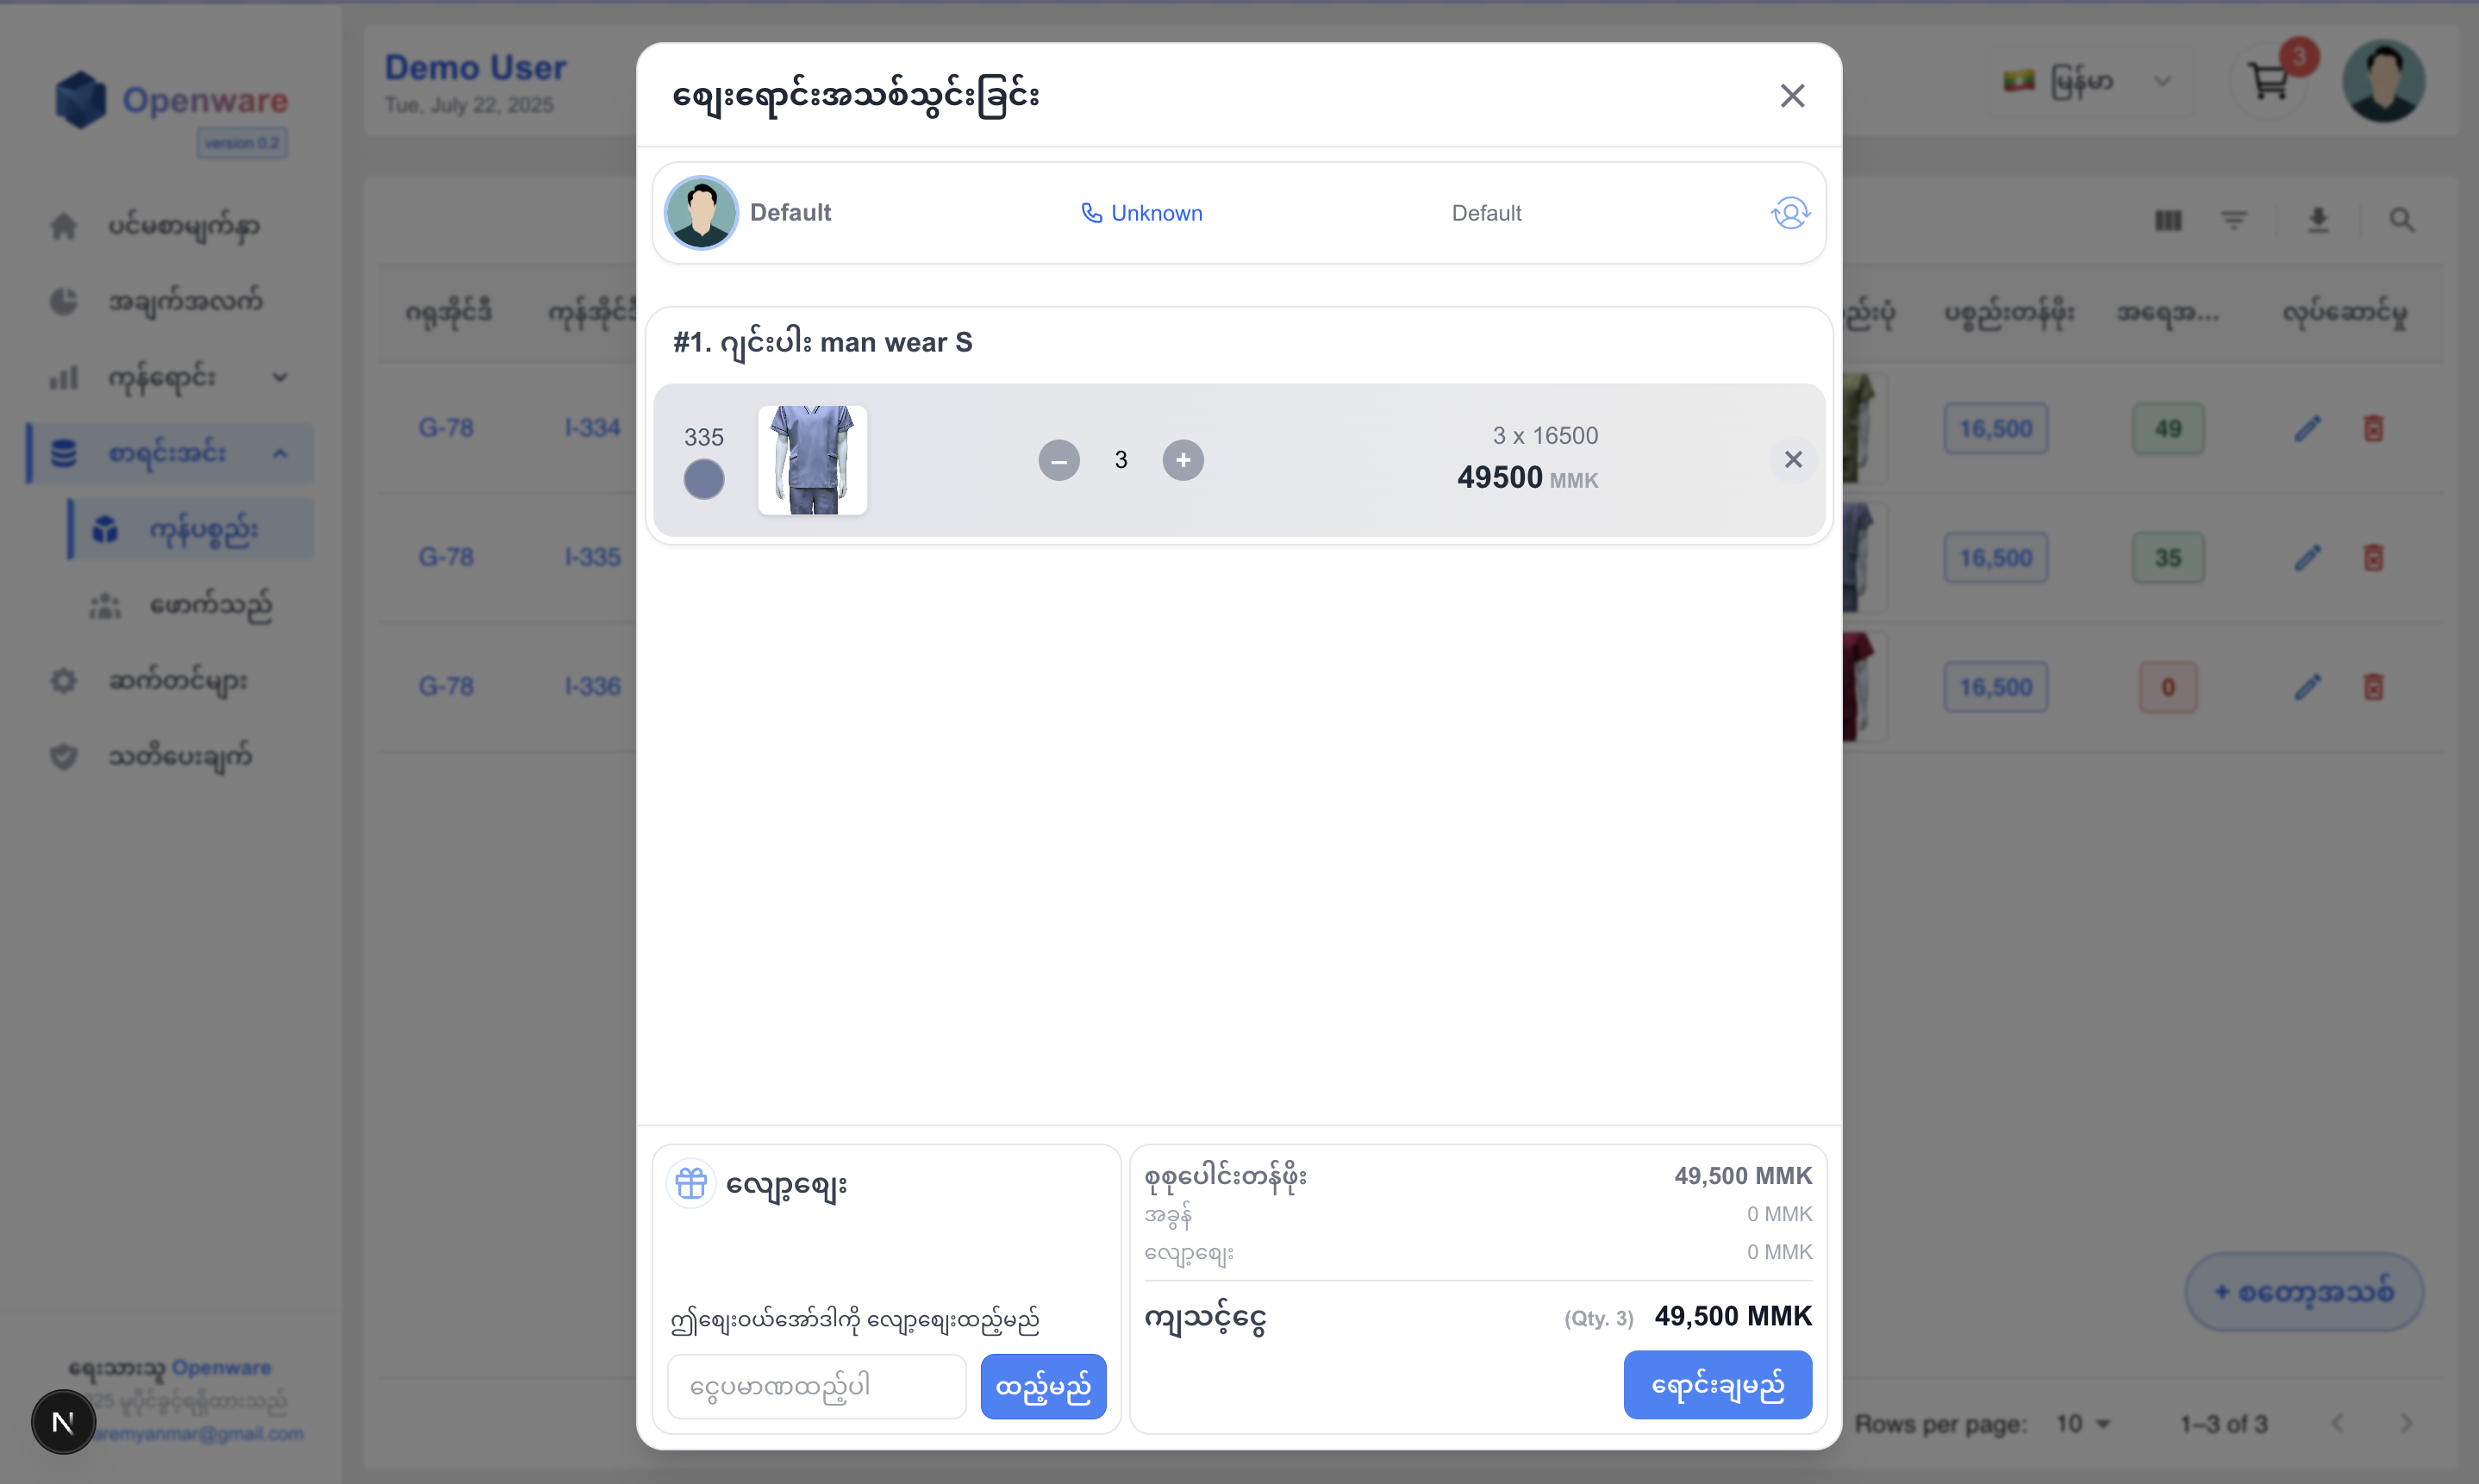 Openware
version 0.2
ပင်မစာမျက်နှာ
အချက်အလက်
ကုန်ရောင်း
စာရင်းအင်း
ကုန်ပစ္စည်း
ဖောက်သည်
ဆက်တင်များ
သတိပေးချက်
ရေးသားသူ Openware
25 မူပိုင်ခွင့်ရရှိထားသည်
aremyanmar@gmail.com
N
Demo User
Tue, July 22, 2025
မြန်မာ
3
ဂရုအိုင်ဒီ ကုန်အိုင်ဒီ ည်းပုံ ပစ္စည်းတန်ဖိုး အရေအ... လုပ်ဆောင်မှု
G-78 I-334 16,500 49
G-78 I-335 16,500 35
G-78 I-336 16,500 0
+ စတော့အသစ်
Rows per page: 10 1–3 of 3
ဈေးရောင်းအသစ်သွင်းခြင်း
Default Unknown Default
#1. ဂျင်းပါး man wear S
335
3
3 x 16500
49500 MMK
လျော့ဈေး
ဤဈေးဝယ်အော်ဒါကို လျော့ဈေးထည့်မည်
ငွေပမာဏထည့်ပါ ထည့်မည်
စုစုပေါင်းတန်ဖိုး 49,500 MMK
အခွန် 0 MMK
လျော့ဈေး 0 MMK
ကျသင့်ငွေ (Qty. 3) 49,500 MMK
ရောင်းချမည်